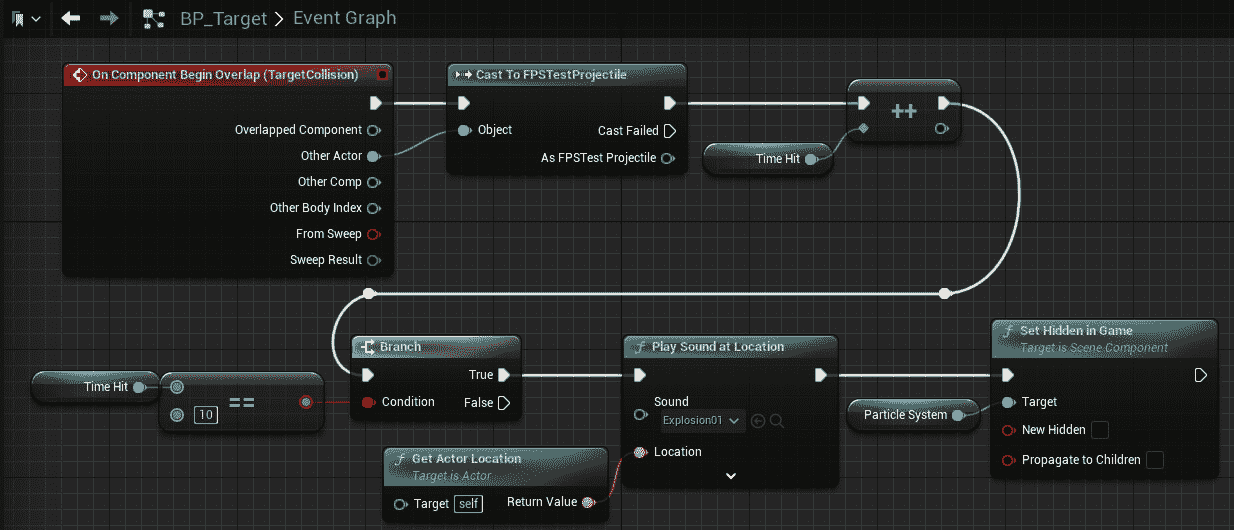 BP_Target > Event Graph
On Component Begin Overlap (TargetCollision)
Overlapped Component
Other Actor
Other Comp
Other Body Index
From Sweep
Sweep Result
Cast To FPSTestProjectile
Object
Cast Failed
As FPSTest Projectile
Time Hit
++
Time Hit
==
10
Branch
True
Condition
False
Get Actor Location
Target is Actor
Target self
Return Value
Play Sound at Location
Sound
Explosion01
Location
Particle System
Set Hidden in Game
Target is Scene Component
Target
New Hidden
Propagate to Children